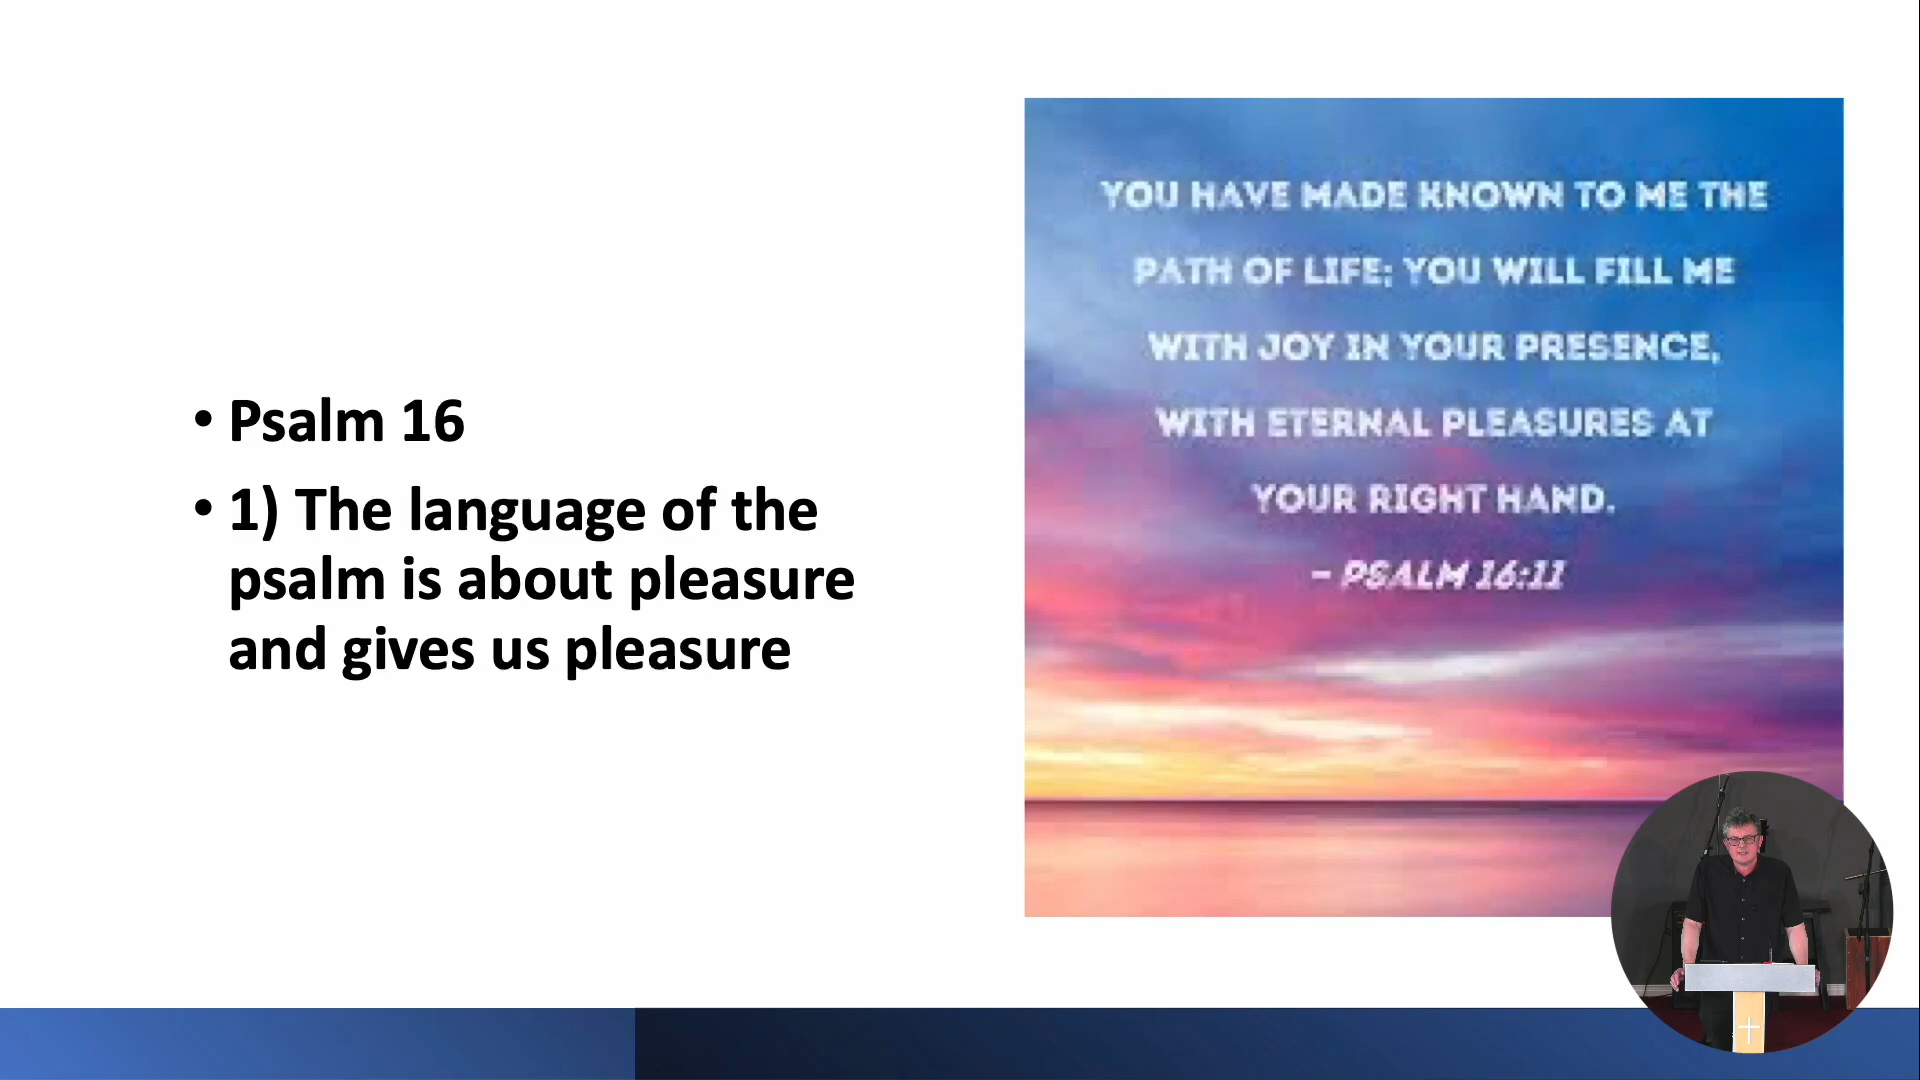 • Psalm 16
• 1) The language of the
psalm is about pleasure
and gives us pleasure
YOU HAVE MADE KNOWN TO ME THE
PATH OF LIFE; YOU WILL FILL ME
WITH JOY IN YOUR PRESENCE,
WITH ETERNAL PLEASURES AT
YOUR RIGHT HAND.
– PSALM 16:11